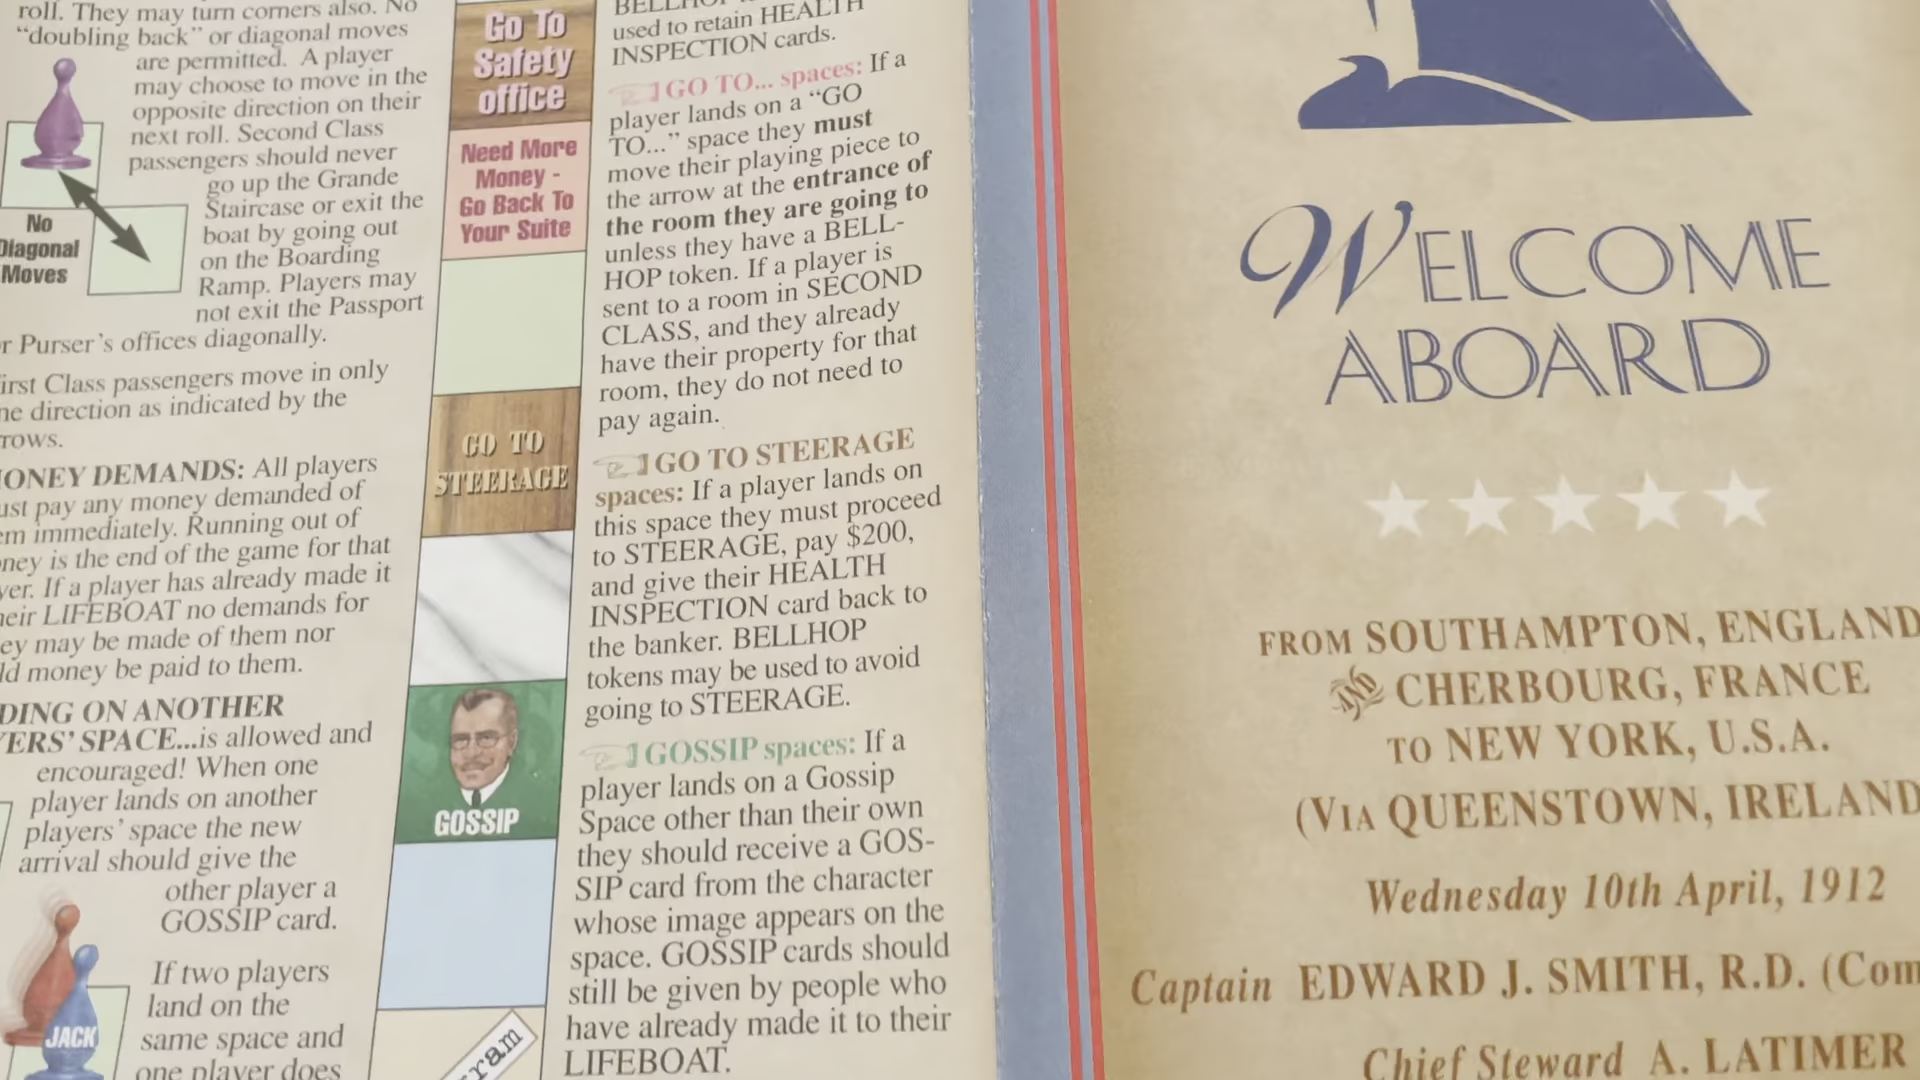 roll. They may turn corners also. No
“doubling back” or diagonal moves
are permitted. A player
may choose to move in the
opposite direction on their
next roll. Second Class
passengers should never
go up the Grande
Staircase or exit the
boat by going out
on the Boarding
Ramp. Players may
not exit the Passport
r Purser’s offices diagonally.
No
Diagonal
Moves
irst Class passengers move in only
ne direction as indicated by the
rows.
ONEY DEMANDS: All players
ust pay any money demanded of
em immediately. Running out of
ney is the end of the game for that
yer. If a player has already made it
heir LIFEBOAT no demands for
ey may be made of them nor
ld money be paid to them.
DING ON ANOTHER
YERS’ SPACE...is allowed and
encouraged! When one
player lands on another
players’ space the new
arrival should give the
other player a
GOSSIP card.
If two players
land on the
same space and
one player does
JACK
Go To
Safety
office
Need More
Money -
Go Back To
Your Suite
GO TO
STEERAGE
GOSSIP
ram
BELLHOP
used to retain HEALTH
INSPECTION cards.
GO TO... spaces: If a
player lands on a “GO
TO...” space they must
move their playing piece to
the arrow at the entrance of
the room they are going to
unless they have a BELL-
HOP token. If a player is
sent to a room in SECOND
CLASS, and they already
have their property for that
room, they do not need to
pay again.
GO TO STEERAGE
spaces: If a player lands on
this space they must proceed
to STEERAGE, pay $200,
and give their HEALTH
INSPECTION card back to
the banker. BELLHOP
tokens may be used to avoid
going to STEERAGE.
GOSSIP spaces: If a
player lands on a Gossip
Space other than their own
they should receive a GOS-
SIP card from the character
whose image appears on the
space. GOSSIP cards should
still be given by people who
have already made it to their
LIFEBOAT.
WELCOME
ABOARD
FROM SOUTHAMPTON, ENGLAND
AND CHERBOURG, FRANCE
TO NEW YORK, U.S.A.
(VIA QUEENSTOWN, IRELAND
Wednesday 10th April, 1912
Captain EDWARD J. SMITH, R.D. (Com
Chief Steward A. LATIMER